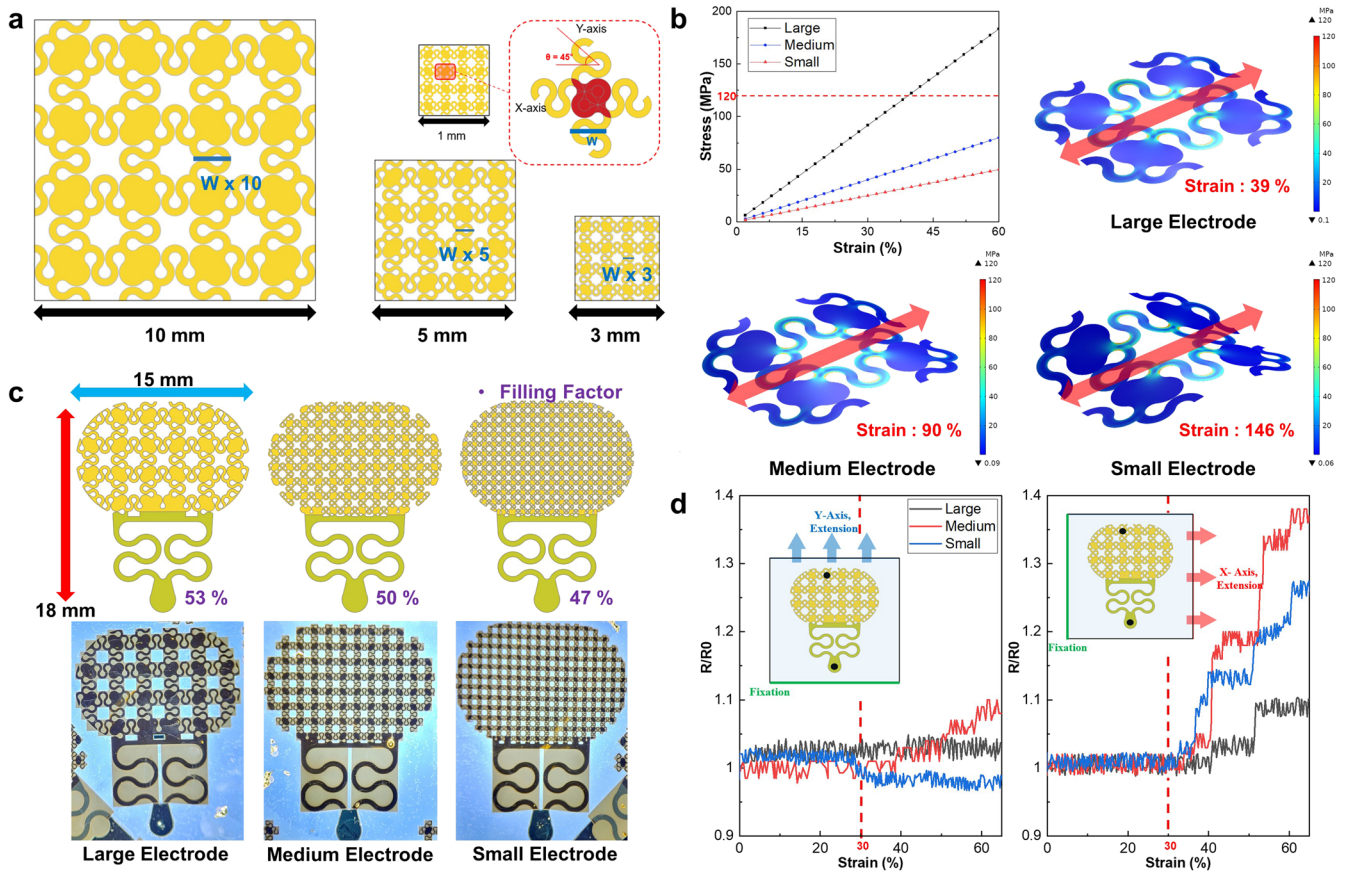 a
W x 10
10 mm
1 mm
Y-axis
θ = 45°
X-axis
W
W x 5
5 mm
W x 3
3 mm
b
200
150
120
100
50
0
0
15
30
45
60
Stress (MPa)
Strain (%)
Large
Medium
Small
MPa
▲ 120
120
100
80
60
40
20
▼ 0.1
Strain : 39 %
Large Electrode
MPa
▲ 120
120
100
80
60
40
20
0
▼ 0.09
Strain : 90 %
Medium Electrode
MPa
▲ 120
120
100
80
60
40
20
0
▼ 0.06
Strain : 146 %
Small Electrode
c
15 mm
18 mm
• Filling Factor
53 %
50 %
47 %
Large Electrode
Medium Electrode
Small Electrode
d
1.4
1.3
1.2
1.1
1
0.9
R/R0
0
20
30
40
60
Strain (%)
Y-Axis,
Extension
Large
Medium
Small
Fixation
1.4
1.3
1.2
1.1
1
0.9
R/R0
0
20
30
40
60
Strain (%)
X- Axis,
Extension
Fixation